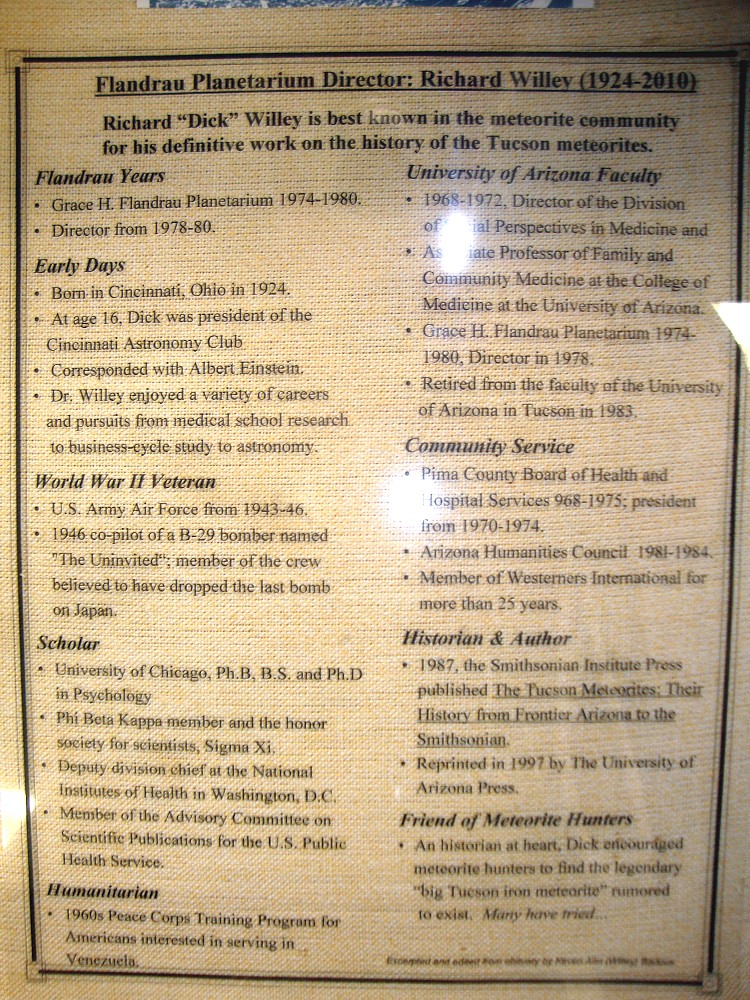 Flandrau Planetarium Director: Richard Willey (1924-2010)
Richard "Dick" Willey is best known in the meteorite community
for his definitive work on the history of the Tucson meteorites.
Flandrau Years
• Grace H. Flandrau Planetarium 1974-1980.
• Director from 1978-80.
Early Days
• Born in Cincinnati, Ohio in 1924.
• At age 16, Dick was president of the
Cincinnati Astronomy Club
• Corresponded with Albert Einstein.
• Dr. Willey enjoyed a variety of careers
and pursuits from medical school research
to business-cycle study to astronomy.
World War II Veteran
• U.S. Army Air Force from 1943-46.
• 1946 co-pilot of a B-29 bomber named
"The Uninvited"; member of the crew
believed to have dropped the last bomb
on Japan.
Scholar
• University of Chicago, Ph.B, B.S. and Ph.D
in Psychology
• Phi Beta Kappa member and the honor
society for scientists, Sigma Xi.
• Deputy division chief at the National
Institutes of Health in Washington, D.C.
• Member of the Advisory Committee on
Scientific Publications for the U.S. Public
Health Service.
Humanitarian
• 1960s Peace Corps Training Program for
Americans interested in serving in
Venezuela.
University of Arizona Faculty
• 1968-1972, Director of the Division
of Perspectives in Medicine and
• Associate Professor of Family and
Community Medicine at the College of
Medicine at the University of Arizona.
• Grace H. Flandrau Planetarium 1974-
1980, Director in 1978.
• Retired from the faculty of the University
of Arizona in Tucson in 1983.
Community Service
• Pima County Board of Health and
Hospital Services 968-1975; president
from 1970-1974.
• Arizona Humanities Council 1981-1984.
• Member of Westerners International for
more than 25 years.
Historian & Author
• 1987, the Smithsonian Institute Press
published The Tucson Meteorites: Their
History from Frontier Arizona to the
Smithsonian.
• Reprinted in 1997 by The University of
Arizona Press.
Friend of Meteorite Hunters
• An historian at heart, Dick encouraged
meteorite hunters to find the legendary
"big Tucson iron meteorite" rumored
to exist. Many have tried...
Excerpted and edited from obituary by (Willey)